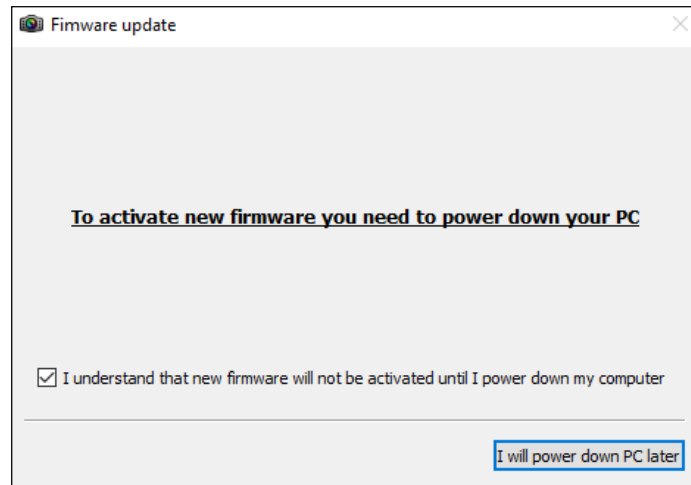 Fimware update
To activate new firmware you need to power down your PC
I understand that new firmware will not be activated until I power down my computer
I will power down PC later